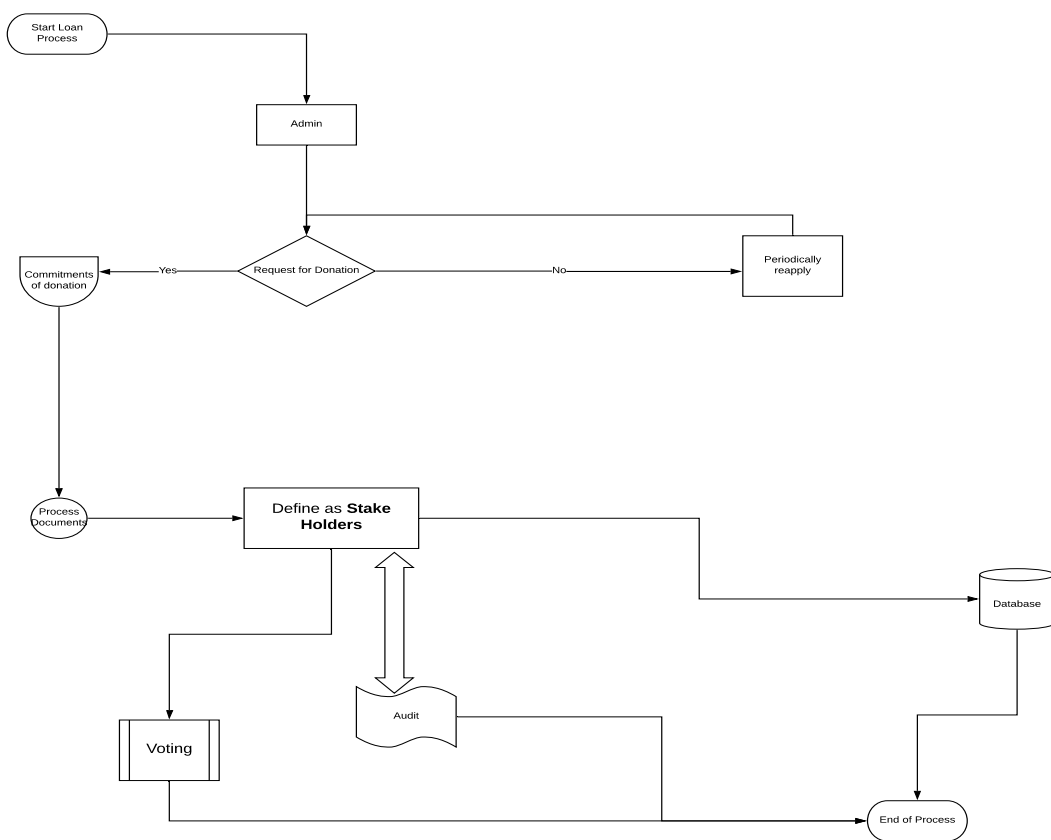 Start Loan
Process
Admin
Request for Donation
Yes
No
Periodically
reapply
Commitments
of donation
Process
Documents
Define as Stake
Holders
Database
Audit
Voting
End of Process